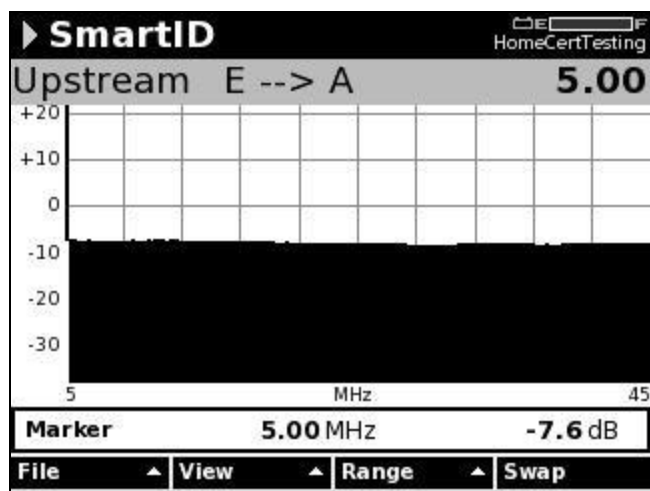 SmartID
E F
HomeCertTesting
Upstream E --> A 5.00
+20
+10
0
-10
-20
-30
5 MHz 45
Marker 5.00 MHz -7.6 dB
File View Range Swap